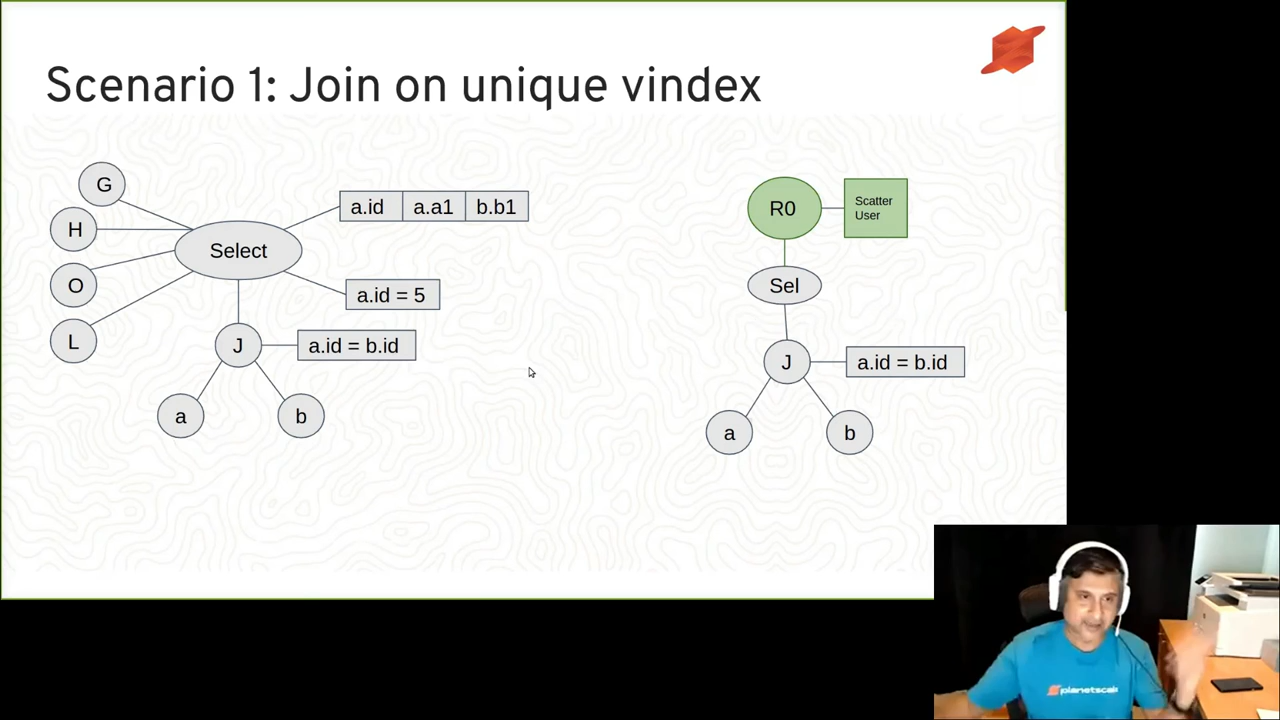 Scenario 1: Join on unique vindex
G
H
O
L
Select
a.id a.a1 b.b1
a.id = 5
J
a.id = b.id
a
b
R0
Scatter
User
Sel
J
a.id = b.id
a
b
planetscale